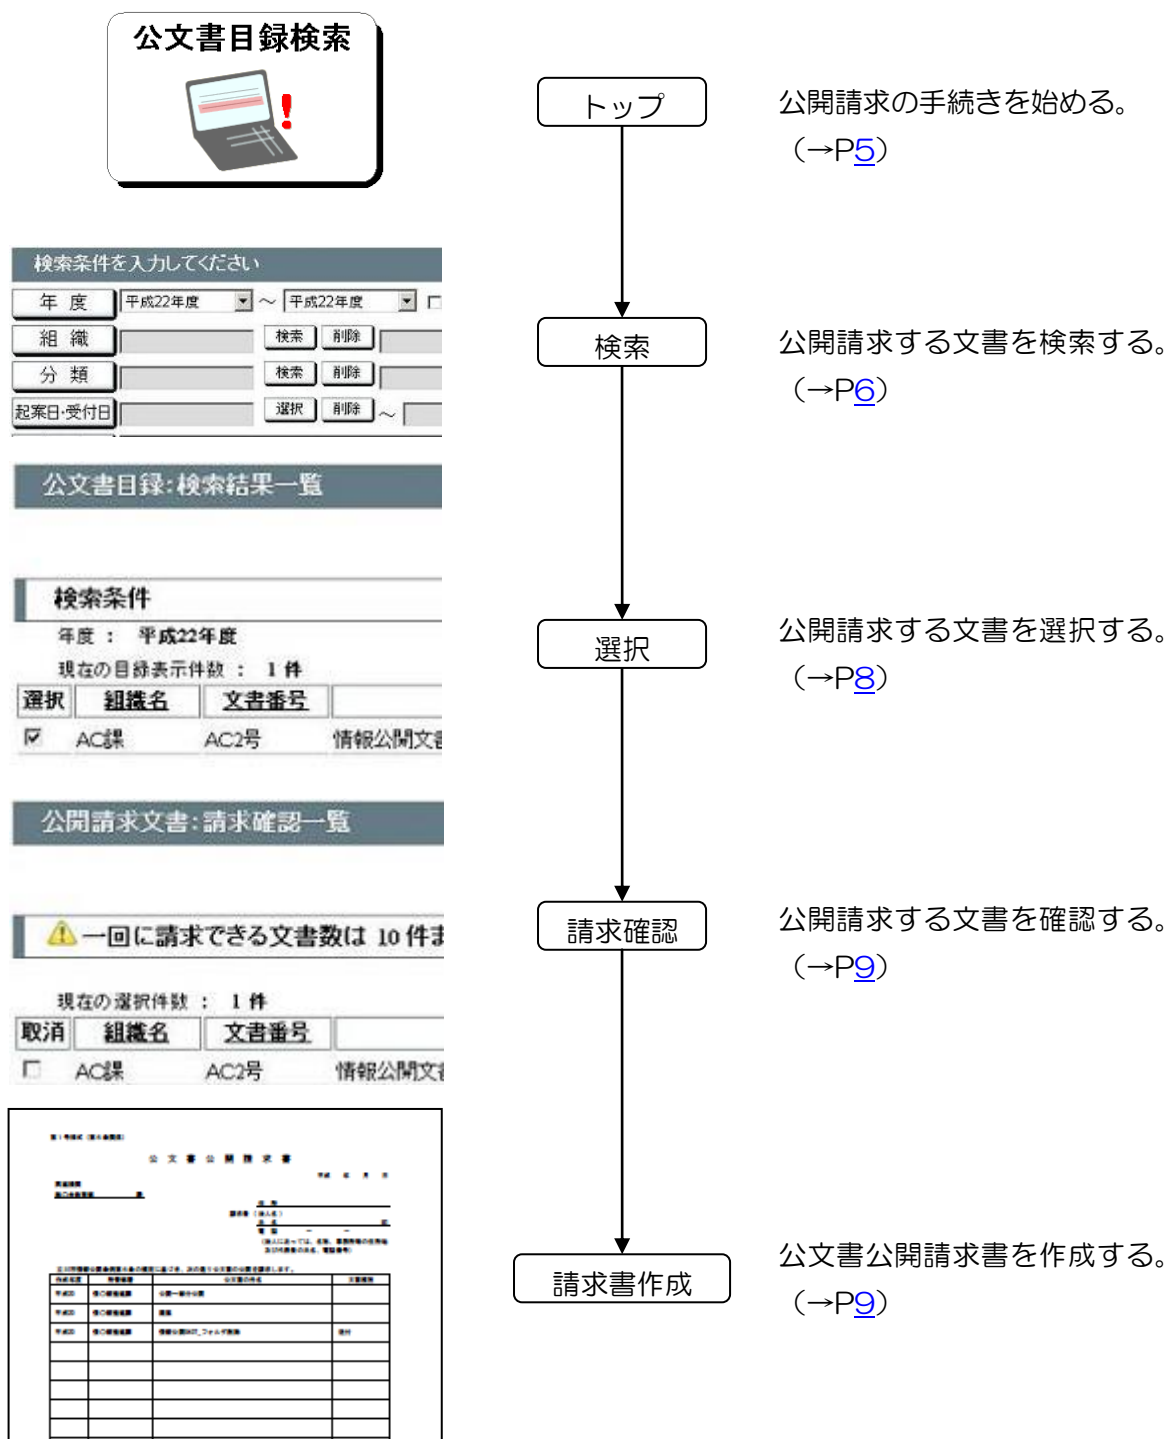 公文書目録検索
トップ
公開請求の手続きを始める。
（→P5）
検索条件を入力してください
年 度 平成22年度 ～ 平成22年度
組 織 検索 削除
分 類 検索 削除
起案日・受付日 選択 削除 ～
検索
公開請求する文書を検索する。
（→P6）
公文書目録:検索結果一覧
検索条件
年度 ： 平成22年度
現在の目録表示件数 ： 1 件
選択 組織名 文書番号
AC課 AC2号 情報公開文
選択
公開請求する文書を選択する。
（→P8）
公開請求文書:請求確認一覧
一回に請求できる文書数は 10 件ま
現在の選択件数 ： 1 件
取消 組織名 文書番号
AC課 AC2号 情報公開文
請求確認
公開請求する文書を確認する。
（→P9）
公 文 書 公 開 請 求 書
平成 年 月 日
請求書作成
公文書公開請求書を作成する。
（→P9）